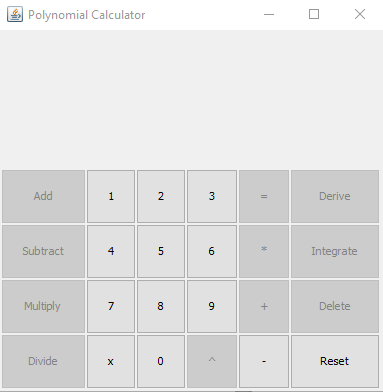 Polynomial Calculator
Add 1 2 3 = Derive
Subtract 4 5 6 * Integrate
Multiply 7 8 9 + Delete
Divide x 0 ^ - Reset